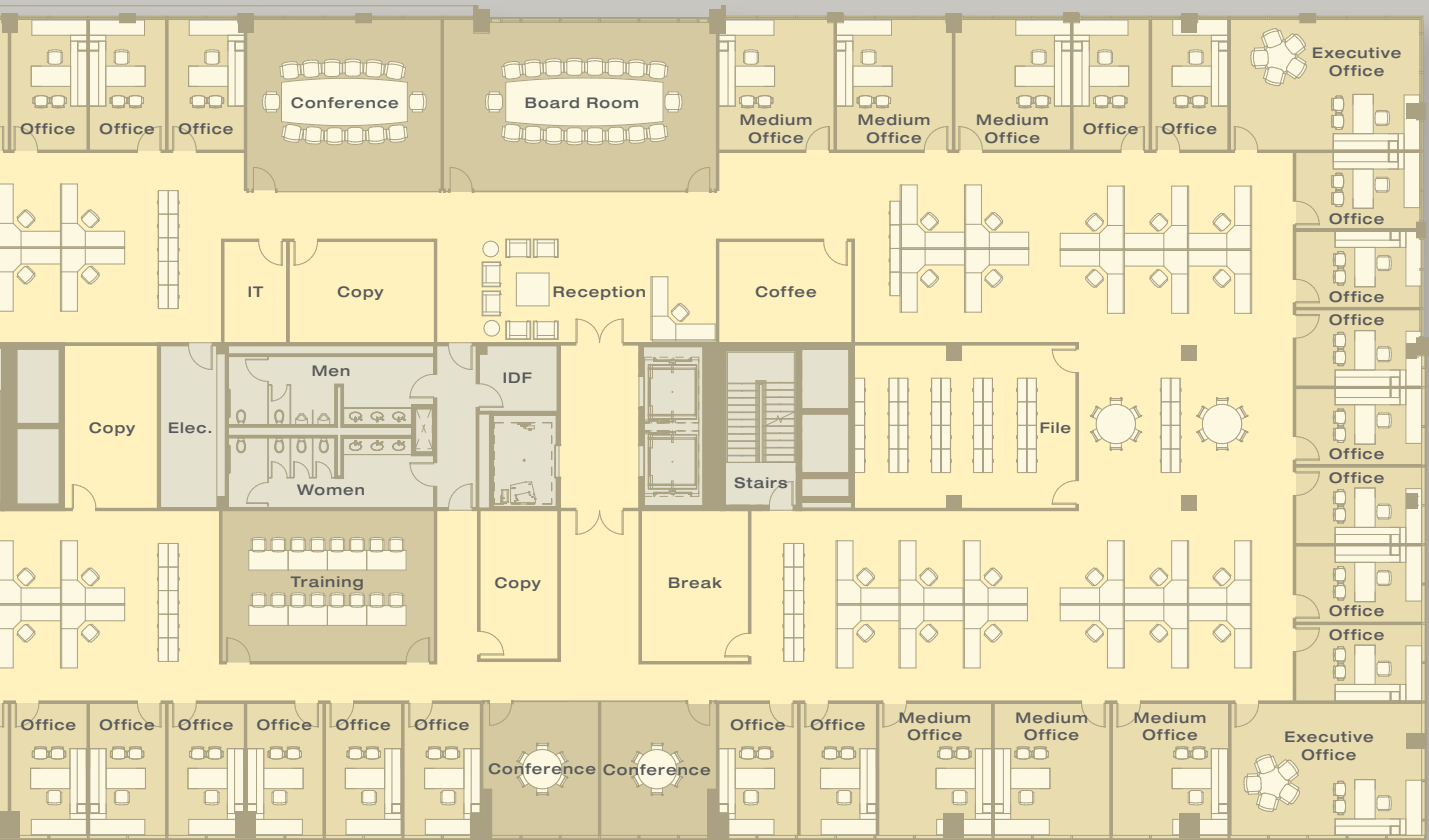 Executive
Office
Conference
Board Room
Medium
Office
Medium
Office
Medium
Office
Office
Office
Office
Office
Office
Office
IT
Copy
Reception
Coffee
Office
Office
Men
IDF
Copy
Elec.
File
Office
Women
Stairs
Office
Training
Copy
Break
Office
Office
Office
Office
Office
Office
Office
Office
Office
Office
Medium
Office
Medium
Office
Medium
Office
Executive
Office
Conference
Conference